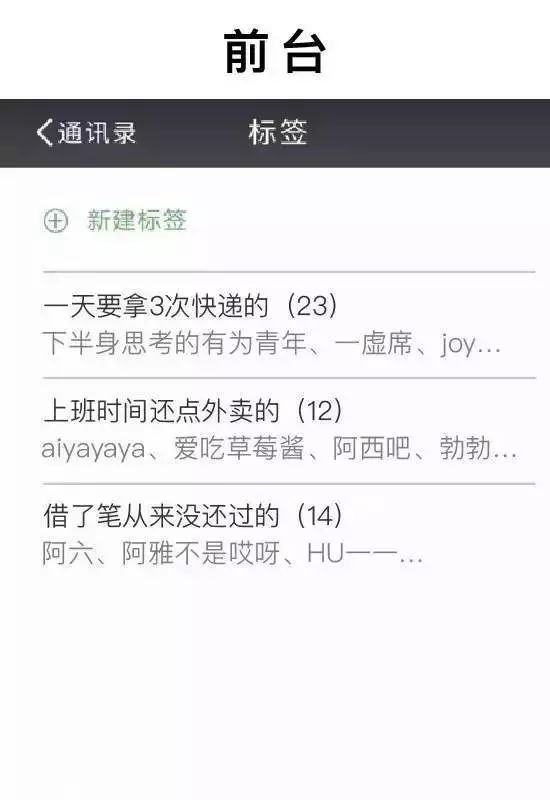 前台
通讯录 标签
新建标签
一天要拿3次快递的（23）
下半身思考的有为青年、一虚席、joy...
上班时间还点外卖的（12）
aiyayaya、爱吃草莓酱、阿西吧、勃勃...
借了笔从来没还过的（14）
阿六、阿雅不是哎呀、HU一一...